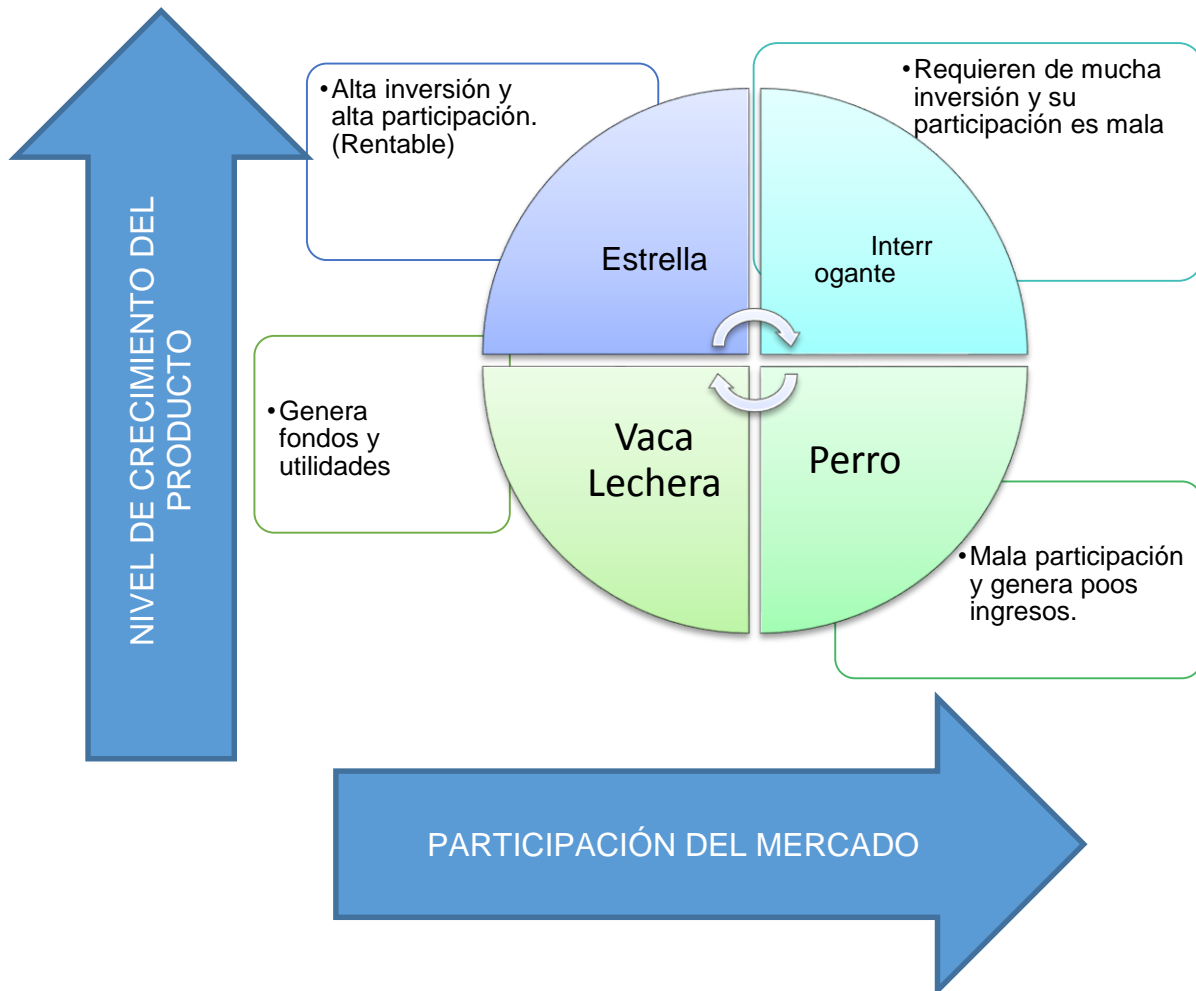 NIVEL DE CRECIMIENTO DEL
PRODUCTO
•Alta inversión y
alta participación.
(Rentable)
•Requieren de mucha
inversión y su
participación es mala
Estrella
Interr
ogante
•Genera
fondos y
utilidades
Vaca
Lechera
Perro
•Mala participación
y genera poos
ingresos.
PARTICIPACIÓN DEL MERCADO